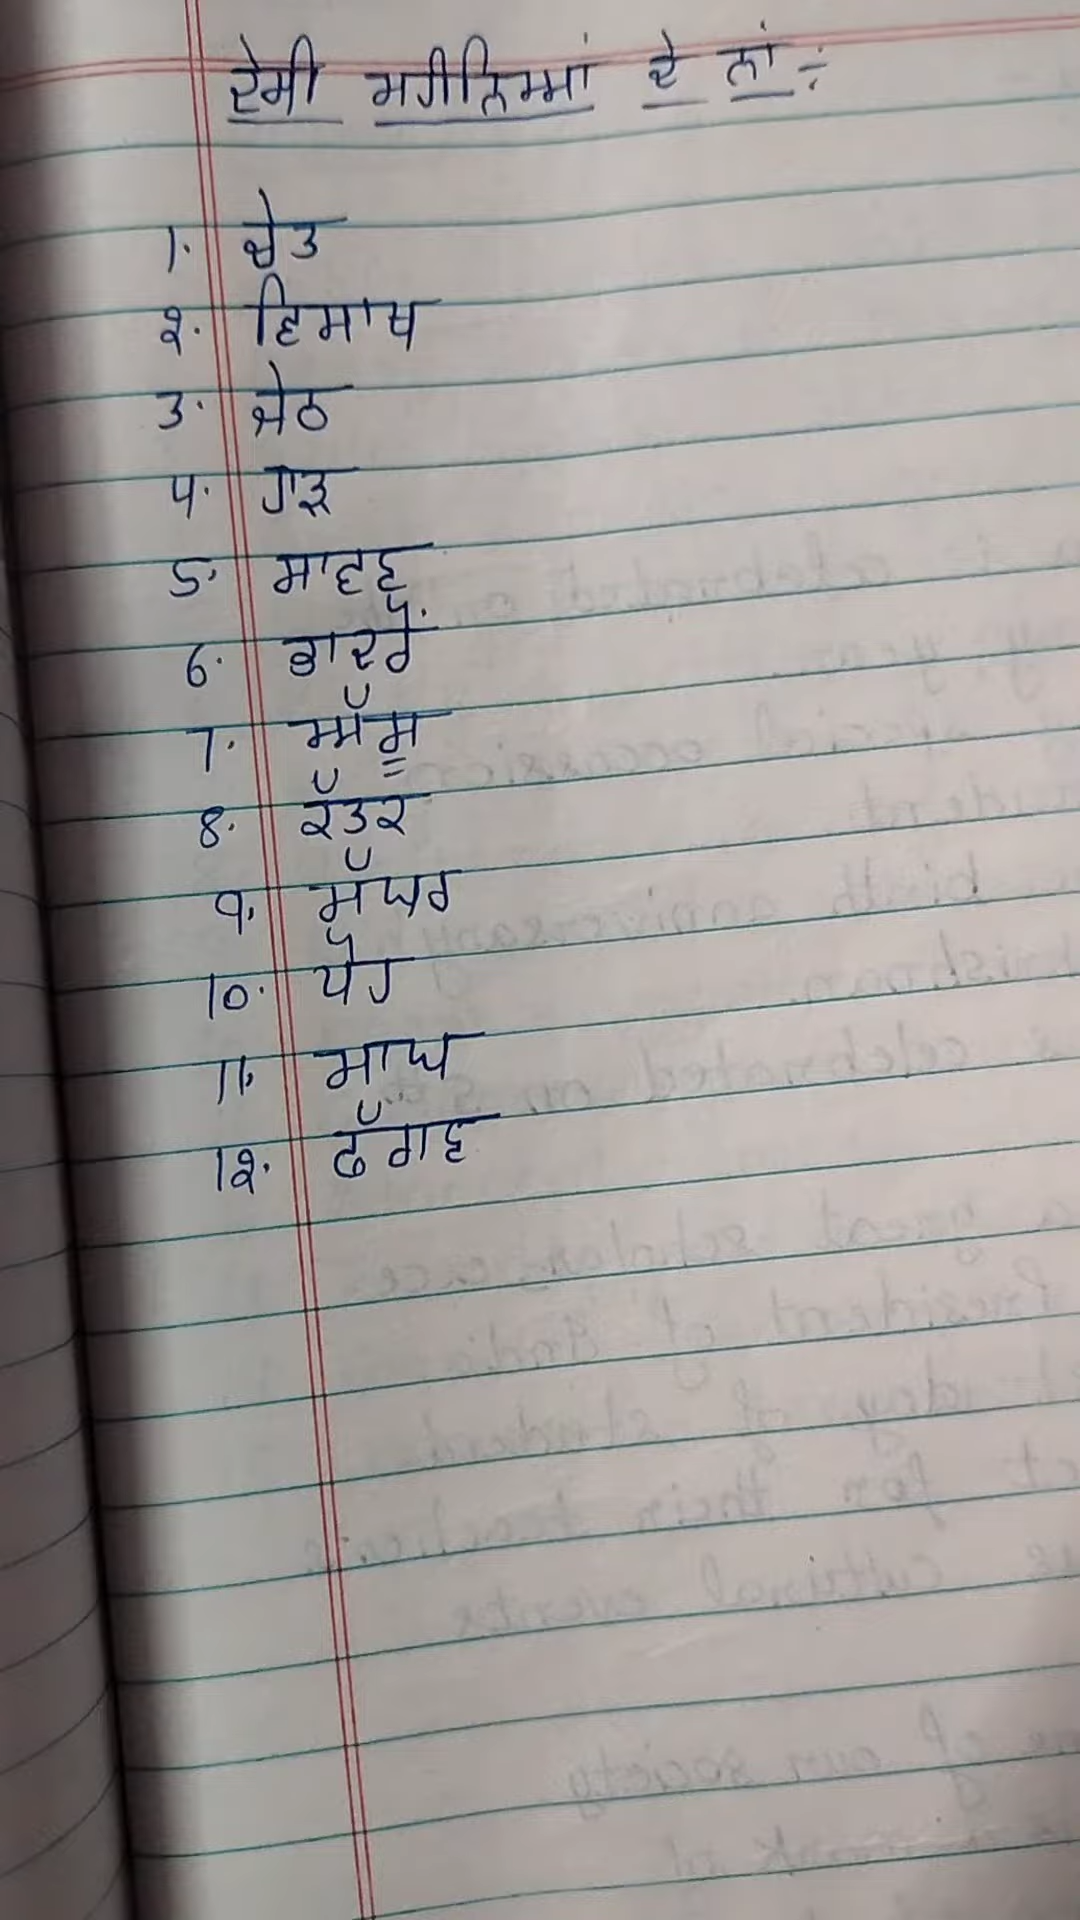 ਦੇਸੀ ਮਹੀਨਿਆਂ ਦੇ ਨਾਂ :-
1. ਚੇਤ
2. ਵਿਸਾਖ
3. ਜੇਠ
4. ਹਾੜ
5. ਸਾਵਣ
6. ਭਾਦਰੋਂ
7. ਅੱਸੂ
8. ਕੱਤਕ
9. ਮੱਘਰ
10. ਪੋਹ
11. ਮਾਘ
12. ਫੱਗਣ